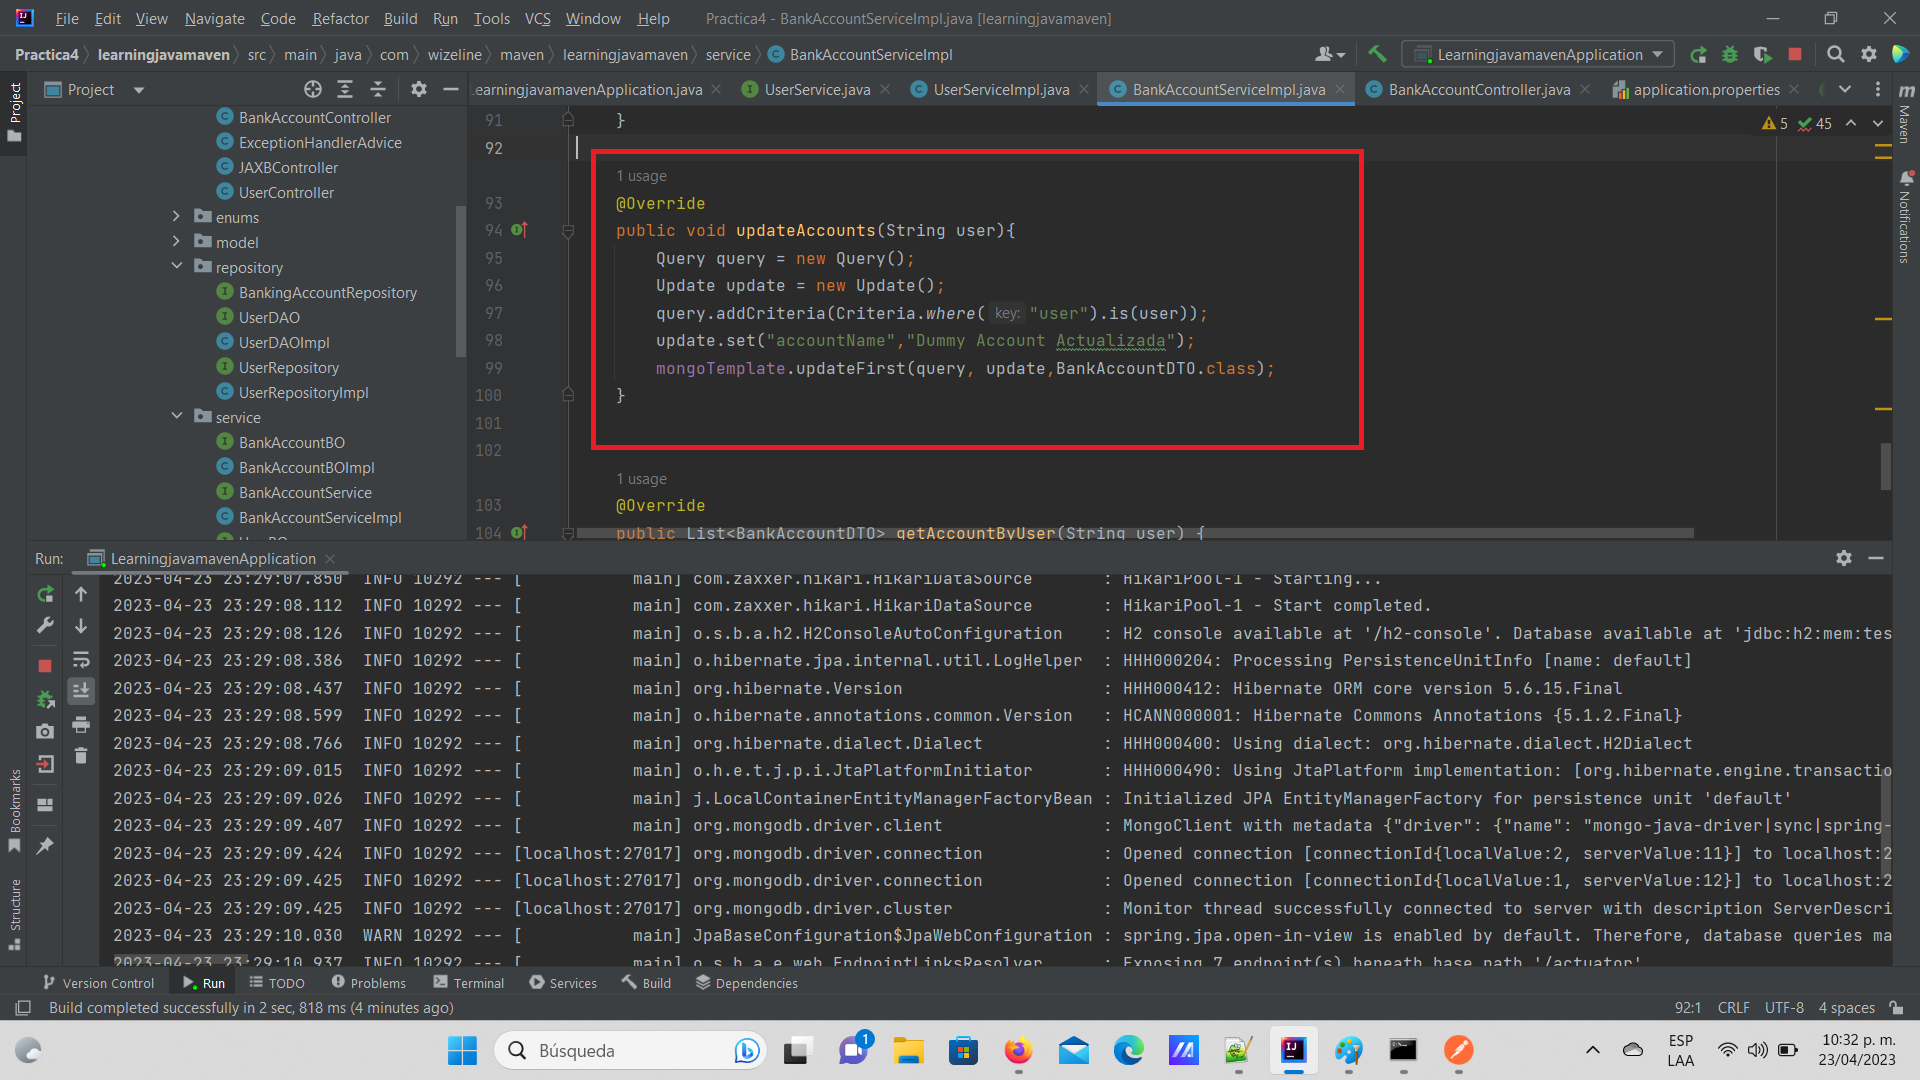 File Edit View Navigate Code Refactor Build Run Tools VCS Window Help Practica4 - BankAccountServiceImpl.java [learningjavamaven]
Practica4 learningjavamaven src main java com wizeline maven learningjavamaven service BankAccountServiceImpl LearningjavamavenApplication
Project
earningjavamavenApplication.java UserService.java UserServiceImpl.java BankAccountServiceImpl.java BankAccountController.java application.properties
Project
Maven
Notifications
Bookmarks
Structure
BankAccountController
ExceptionHandlerAdvice
JAXBController
UserController
enums
model
repository
BankingAccountRepository
UserDAO
UserDAOImpl
UserRepository
UserRepositoryImpl
service
BankAccountBO
BankAccountBOImpl
BankAccountService
BankAccountServiceImpl
5 45
91 }
92
1 usage
93 @Override
94 public void updateAccounts(String user){
95 Query query = new Query();
96 Update update = new Update();
97 query.addCriteria(Criteria.where( key: "user").is(user));
98 update.set("accountName","Dummy Account Actualizada");
99 mongoTemplate.updateFirst(query, update,BankAccountDTO.class);
100 }
101
102
1 usage
103 @Override
104 public List<BankAccountDTO> getAccountByUser(String user) {
Run: LearningjavamavenApplication
2023-04-23 23:29:07.850 INFO 10292 --- [ main] com.zaxxer.hikari.HikariDataSource : HikariPool-1 - Starting...
2023-04-23 23:29:08.112 INFO 10292 --- [ main] com.zaxxer.hikari.HikariDataSource : HikariPool-1 - Start completed.
2023-04-23 23:29:08.126 INFO 10292 --- [ main] o.s.b.a.h2.H2ConsoleAutoConfiguration : H2 console available at '/h2-console'. Database available at 'jdbc:h2:mem:tes
2023-04-23 23:29:08.386 INFO 10292 --- [ main] o.hibernate.jpa.internal.util.LogHelper : HHH000204: Processing PersistenceUnitInfo [name: default]
2023-04-23 23:29:08.437 INFO 10292 --- [ main] org.hibernate.Version : HHH000412: Hibernate ORM core version 5.6.15.Final
2023-04-23 23:29:08.599 INFO 10292 --- [ main] o.hibernate.annotations.common.Version : HCANN000001: Hibernate Commons Annotations {5.1.2.Final}
2023-04-23 23:29:08.766 INFO 10292 --- [ main] org.hibernate.dialect.Dialect : HHH000400: Using dialect: org.hibernate.dialect.H2Dialect
2023-04-23 23:29:09.015 INFO 10292 --- [ main] o.h.e.t.j.p.i.JtaPlatformInitiator : HHH000490: Using JtaPlatform implementation: [org.hibernate.engine.transactio
2023-04-23 23:29:09.026 INFO 10292 --- [ main] j.LocalContainerEntityManagerFactoryBean : Initialized JPA EntityManagerFactory for persistence unit 'default'
2023-04-23 23:29:09.407 INFO 10292 --- [ main] org.mongodb.driver.client : MongoClient with metadata {"driver": {"name": "mongo-java-driver|sync|spring-
2023-04-23 23:29:09.424 INFO 10292 --- [localhost:27017] org.mongodb.driver.connection : Opened connection [connectionId{localValue:2, serverValue:11}] to localhost:2
2023-04-23 23:29:09.425 INFO 10292 --- [localhost:27017] org.mongodb.driver.connection : Opened connection [connectionId{localValue:1, serverValue:12}] to localhost:2
2023-04-23 23:29:09.425 INFO 10292 --- [localhost:27017] org.mongodb.driver.cluster : Monitor thread successfully connected to server with description ServerDescri
2023-04-23 23:29:10.030 WARN 10292 --- [ main] JpaBaseConfiguration$JpaWebConfiguration : spring.jpa.open-in-view is enabled by default. Therefore, database queries ma
2023-04-23 23:29:10.937 INFO 10292 --- [ main] o.s.b.a.e.web.EndpointLinksResolver : Exposing 7 endpoint(s) beneath base path '/actuator'
Version Control Run TODO Problems Terminal Services Build Dependencies
Build completed successfully in 2 sec, 818 ms (4 minutes ago) 92:1 CRLF UTF-8 4 spaces
Búsqueda 1 ESP LAA 10:32 p. m. 23/04/2023